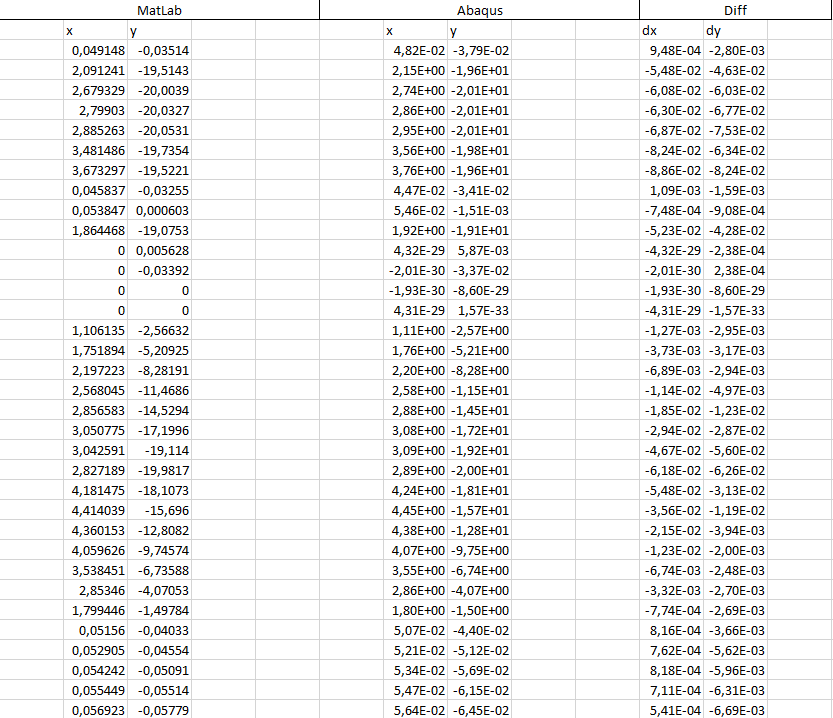 MatLab Abaqus Diff
x y x y dx dy
0,049148 -0,03514 4,82E-02 -3,79E-02 9,48E-04 -2,80E-03
2,091241 -19,5143 2,15E+00 -1,96E+01 -5,48E-02 -4,63E-02
2,679329 -20,0039 2,74E+00 -2,01E+01 -6,08E-02 -6,03E-02
2,79903 -20,0327 2,86E+00 -2,01E+01 -6,30E-02 -6,77E-02
2,885263 -20,0531 2,95E+00 -2,01E+01 -6,87E-02 -7,53E-02
3,481486 -19,7354 3,56E+00 -1,98E+01 -8,24E-02 -6,34E-02
3,673297 -19,5221 3,76E+00 -1,96E+01 -8,86E-02 -8,24E-02
0,045837 -0,03255 4,47E-02 -3,41E-02 1,09E-03 -1,59E-03
0,053847 0,000603 5,46E-02 -1,51E-03 -7,48E-04 -9,08E-04
1,864468 -19,0753 1,92E+00 -1,91E+01 -5,23E-02 -4,28E-02
0 0,005628 4,32E-29 5,87E-03 -4,32E-29 -2,38E-04
0 -0,03392 -2,01E-30 -3,37E-02 -2,01E-30 2,38E-04
0 0 -1,93E-30 -8,60E-29 -1,93E-30 -8,60E-29
0 0 4,31E-29 1,57E-33 -4,31E-29 -1,57E-33
1,106135 -2,56632 1,11E+00 -2,57E+00 -1,27E-03 -2,95E-03
1,751894 -5,20925 1,76E+00 -5,21E+00 -3,73E-03 -3,17E-03
2,197223 -8,28191 2,20E+00 -8,28E+00 -6,89E-03 -2,94E-03
2,568045 -11,4686 2,58E+00 -1,15E+01 -1,14E-02 -4,97E-03
2,856583 -14,5294 2,88E+00 -1,45E+01 -1,85E-02 -1,23E-02
3,050775 -17,1996 3,08E+00 -1,72E+01 -2,94E-02 -2,87E-02
3,042591 -19,114 3,09E+00 -1,92E+01 -4,67E-02 -5,60E-02
2,827189 -19,9817 2,89E+00 -2,00E+01 -6,18E-02 -6,26E-02
4,181475 -18,1073 4,24E+00 -1,81E+01 -5,48E-02 -3,13E-02
4,414039 -15,696 4,45E+00 -1,57E+01 -3,56E-02 -1,19E-02
4,360153 -12,8082 4,38E+00 -1,28E+01 -2,15E-02 -3,94E-03
4,059626 -9,74574 4,07E+00 -9,75E+00 -1,23E-02 -2,00E-03
3,538451 -6,73588 3,55E+00 -6,74E+00 -6,74E-03 -2,48E-03
2,85346 -4,07053 2,86E+00 -4,07E+00 -3,32E-03 -2,70E-03
1,799446 -1,49784 1,80E+00 -1,50E+00 -7,74E-04 -2,69E-03
0,05156 -0,04033 5,07E-02 -4,40E-02 8,16E-04 -3,66E-03
0,052905 -0,04554 5,21E-02 -5,12E-02 7,62E-04 -5,62E-03
0,054242 -0,05091 5,34E-02 -5,69E-02 8,18E-04 -5,96E-03
0,055449 -0,05514 5,47E-02 -6,15E-02 7,11E-04 -6,31E-03
0,056923 -0,05779 5,64E-02 -6,45E-02 5,41E-04 -6,69E-03